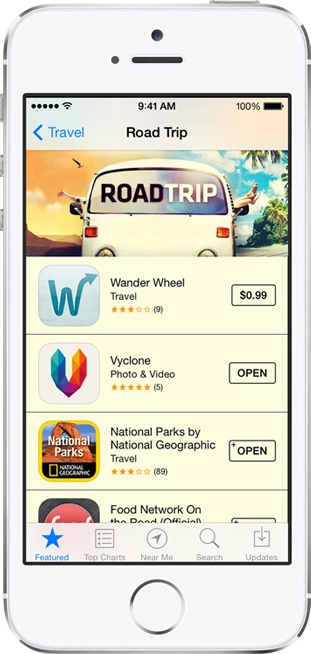 9:41 AM
100%
Travel
Road Trip
ROADTRIP
Wander Wheel
Travel
(9)
$0.99
Vyclone
Photo & Video
(5)
OPEN
National Parks
NATIONAL GEOGRAPHIC
National Parks by
National Geographic
Travel
(89)
+ OPEN
Food Network On
the Road (Official)
Featured
Top Charts
Near Me
Search
Updates